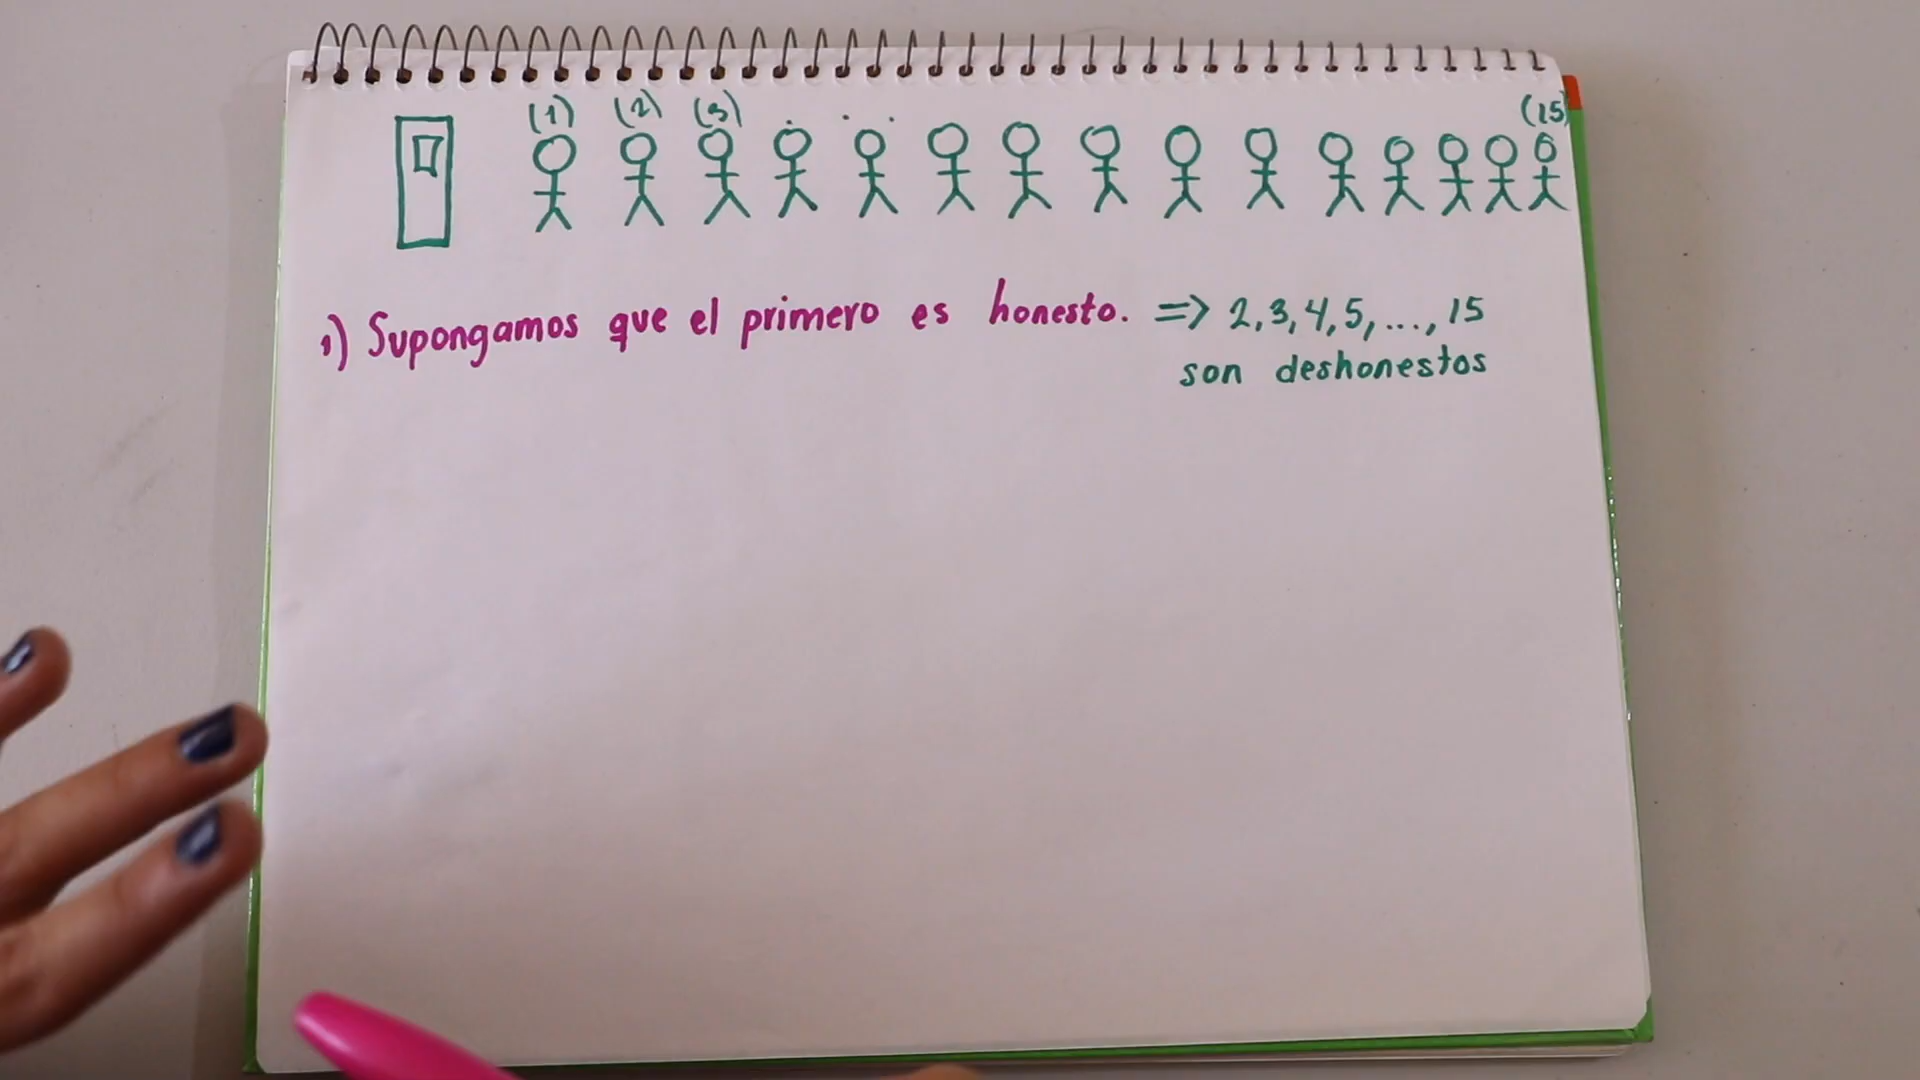 (1) (2) (3) . . . (15)
1) Supongamos que el primero es honesto. => 2, 3, 4, 5, ..., 15
son deshonestos